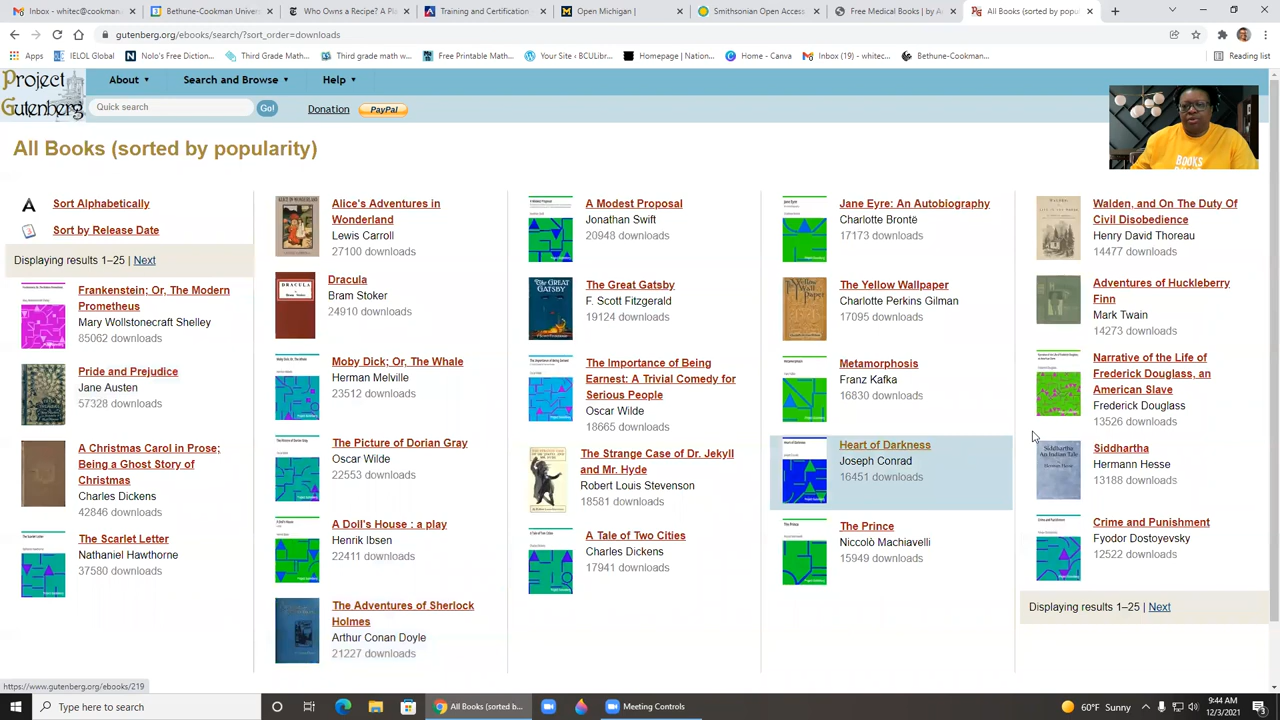 Inbox - whitec@cookman.
Bethune-Cookman Univers
Who Owns a Recipe? A Pl
Training and Certification
Open Michigan |
Smithsonian Open Access
Free Medical Books | by A
All Books (sorted by popul
gutenberg.org/ebooks/search/?sort_order=downloads
Apps
IELOL Global
Nolo's Free Diction...
Third Grade Math...
Third grade math w...
Free Printable Math...
Your Site ‹ BCULibr...
Homepage | Nation...
Home - Canva
Inbox (19) - whitec...
Bethune-Cookman...
Reading list
Project Gutenberg
About
Search and Browse
Help
Quick search
Go!
Donation
PayPal
BOOKS
All Books (sorted by popularity)
Sort Alphabetically
Sort by Release Date
Displaying results 1–25 | Next
Frankenstein; Or, The Modern
Prometheus
Mary Wollstonecraft Shelley
downloads
Pride and Prejudice
Jane Austen
57328 downloads
A Christmas Carol in Prose;
Being a Ghost Story of
Christmas
Charles Dickens
42840 downloads
The Scarlet Letter
Nathaniel Hawthorne
37580 downloads
Alice's Adventures in
Wonderland
Lewis Carroll
27100 downloads
Dracula
Bram Stoker
24910 downloads
Moby Dick; Or, The Whale
Herman Melville
23512 downloads
The Picture of Dorian Gray
Oscar Wilde
22553 downloads
A Doll's House : a play
Henrik Ibsen
22411 downloads
The Adventures of Sherlock
Holmes
Arthur Conan Doyle
21227 downloads
A Modest Proposal
Jonathan Swift
20948 downloads
THE GREAT
GATSBY
The Great Gatsby
F. Scott Fitzgerald
19124 downloads
The Importance of Being
Earnest: A Trivial Comedy for
Serious People
Oscar Wilde
18665 downloads
The Strange Case of Dr. Jekyll
and Mr. Hyde
Robert Louis Stevenson
18581 downloads
A Tale of Two Cities
Charles Dickens
17941 downloads
Jane Eyre: An Autobiography
Charlotte Brontë
17173 downloads
The Yellow Wallpaper
Charlotte Perkins Gilman
17095 downloads
Metamorphosis
Franz Kafka
16830 downloads
Heart of Darkness
Joseph Conrad
16451 downloads
The Prince
Niccolò Machiavelli
15949 downloads
Walden, and On The Duty Of
Civil Disobedience
Henry David Thoreau
14477 downloads
Adventures of Huckleberry
Finn
Mark Twain
14273 downloads
Narrative of the Life of
Frederick Douglass, an
American Slave
Frederick Douglass
13526 downloads
Siddhartha
Hermann Hesse
13188 downloads
Crime and Punishment
Fyodor Dostoyevsky
12522 downloads
Displaying results 1–25 | Next
https://www.gutenberg.org/ebooks/219
Type here to search
All Books (sorted b...
Meeting Controls
60°F Sunny
9:44 AM
12/3/2021